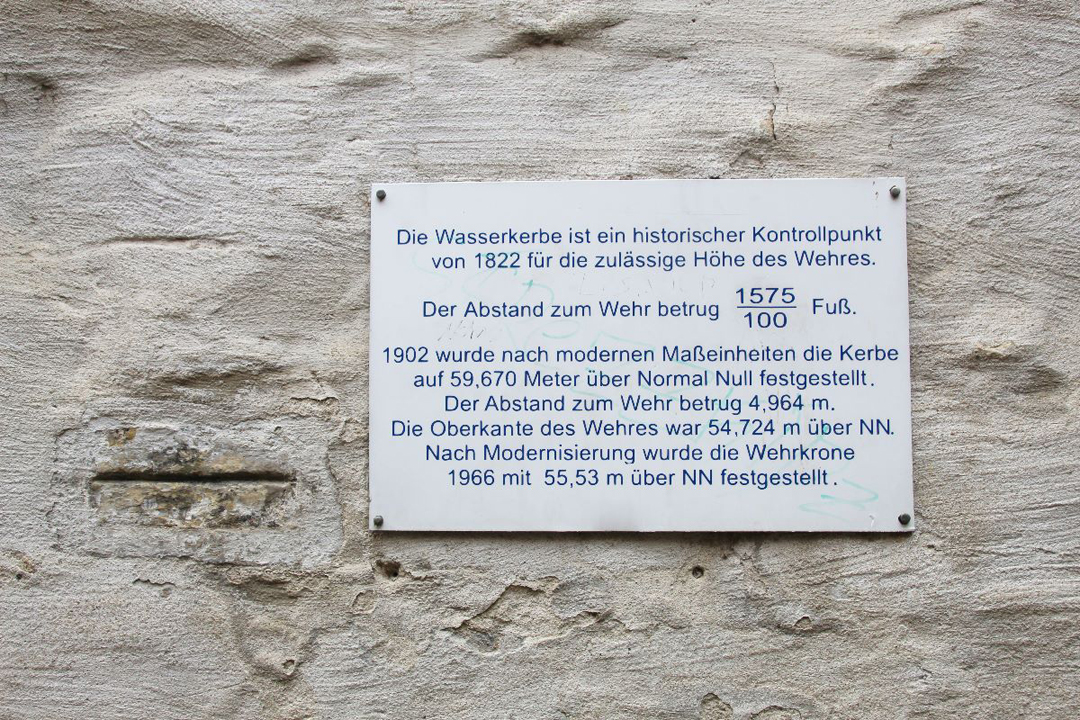 Die Wasserkerbe ist ein historischer Kontrollpunkt
von 1822 für die zulässige Höhe des Wehres.
Der Abstand zum Wehr betrug 1575/100 Fuß.
1902 wurde nach modernen Maßeinheiten die Kerbe
auf 59,670 Meter über Normal Null festgestellt.
Der Abstand zum Wehr betrug 4,964 m.
Die Oberkante des Wehres war 54,724 m über NN.
Nach Modernisierung wurde die Wehrkrone
1966 mit 55,53 m über NN festgestellt.